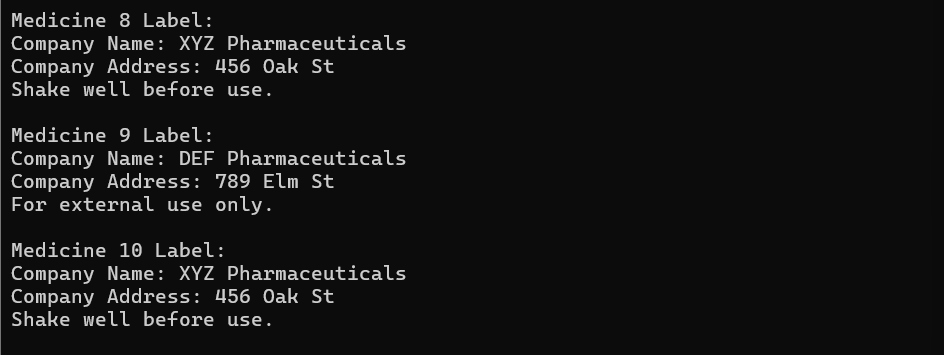 Medicine 8 Label:
Company Name: XYZ Pharmaceuticals
Company Address: 456 Oak St
Shake well before use.
Medicine 9 Label:
Company Name: DEF Pharmaceuticals
Company Address: 789 Elm St
For external use only.
Medicine 10 Label:
Company Name: XYZ Pharmaceuticals
Company Address: 456 Oak St
Shake well before use.